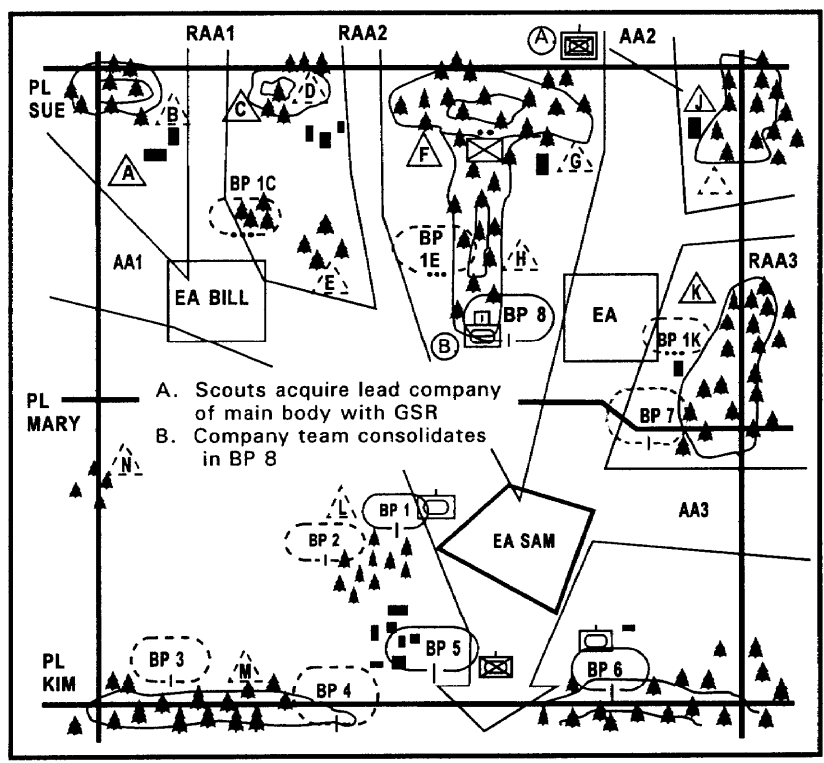 RAA1
RAA2
A
AA2
PL
SUE
B
C
D
J
A
F
G
BP 1C
BP
1E
H
AA1
E
RAA3
K
EA BILL
BP 8
EA
B
BP 1K
A. Scouts acquire lead company
of main body with GSR
B. Company team consolidates
in BP 8
PL
MARY
BP 7
N
L
BP 1
AA3
BP 2
EA SAM
BP 5
BP 3
M
BP 6
PL
KIM
BP 4